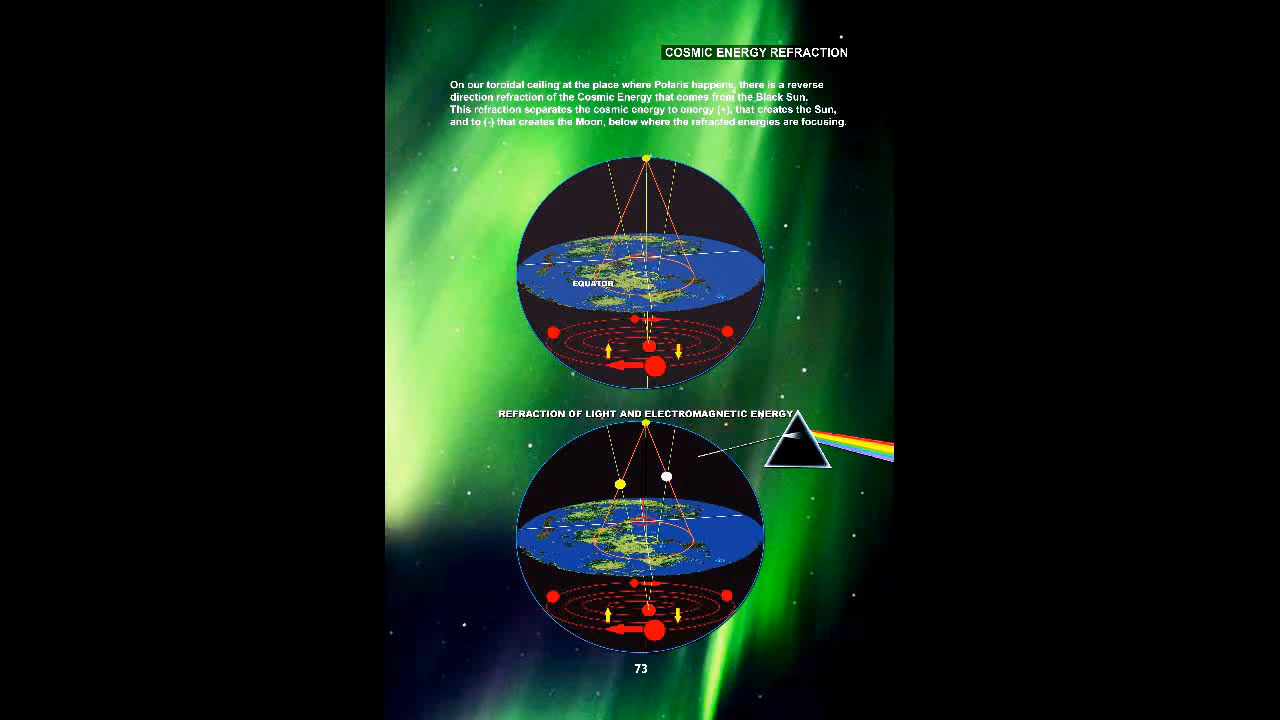 COSMIC ENERGY REFRACTION
On our toroidal ceiling at the place where Polaris happens, there is a reverse
direction refraction of the Cosmic Energy that comes from the Black Sun.
This refraction separates the cosmic energy to energy (+), that creates the Sun,
and to (-) that creates the Moon, below where the refracted energies are focusing.
EQUATOR
REFRACTION OF LIGHT AND ELECTROMAGNETIC ENERGY
73